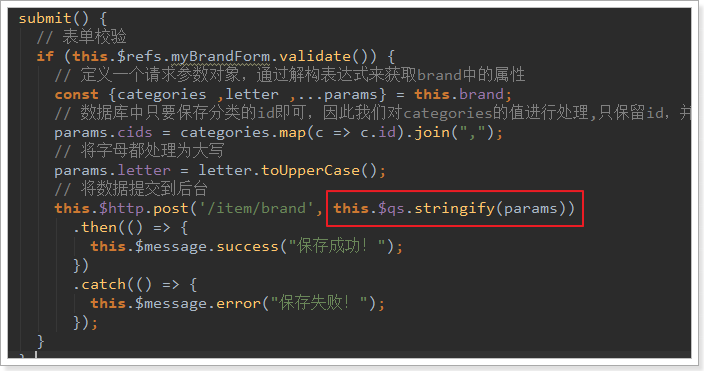 submit() {
// 表单校验
if (this.$refs.myBrandForm.validate()) {
// 定义一个请求参数对象，通过解构表达式来获取brand中的属性
const {categories ,letter ,...params} = this.brand;
// 数据库中只要保存分类的id即可，因此我们对categories的值进行处理,只保留id，并
params.cids = categories.map(c => c.id).join(",");
// 将字母都处理为大写
params.letter = letter.toUpperCase();
// 将数据提交到后台
this.$http.post('/item/brand', this.$qs.stringify(params))
.then(() => {
this.$message.success("保存成功！");
})
.catch(() => {
this.$message.error("保存失败！");
});
}